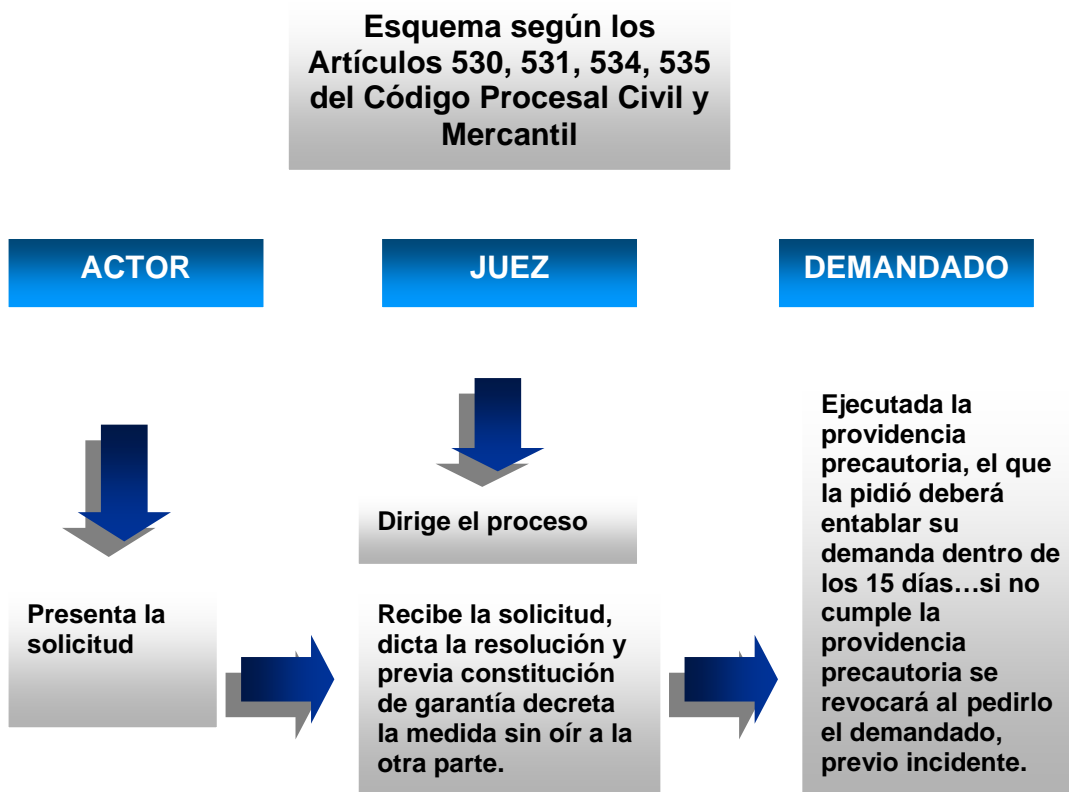 Esquema según los
Artículos 530, 531, 534, 535
del Código Procesal Civil y
Mercantil
ACTOR
JUEZ
DEMANDADO
Dirige el proceso
Presenta la
solicitud
Recibe la solicitud,
dicta la resolución y
previa constitución
de garantía decreta
la medida sin oír a la
otra parte.
Ejecutada la
providencia
precautoria, el que
la pidió deberá
entablar su
demanda dentro de
los 15 días…si no
cumple la
providencia
precautoria se
revocará al pedirlo
el demandado,
previo incidente.